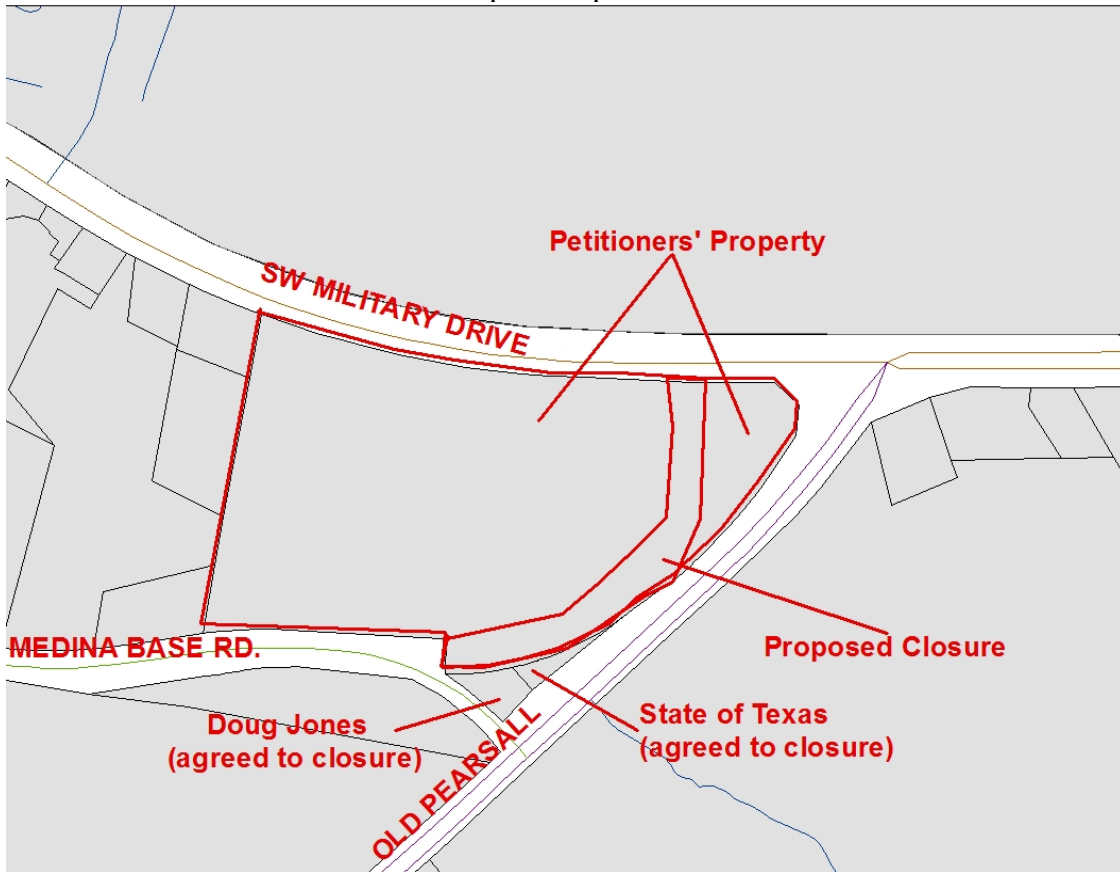 Petitioners' Property
SW MILITARY DRIVE
MEDINA BASE RD.
Proposed Closure
Doug Jones
(agreed to closure)
State of Texas
(agreed to closure)
OLD PEARSALL